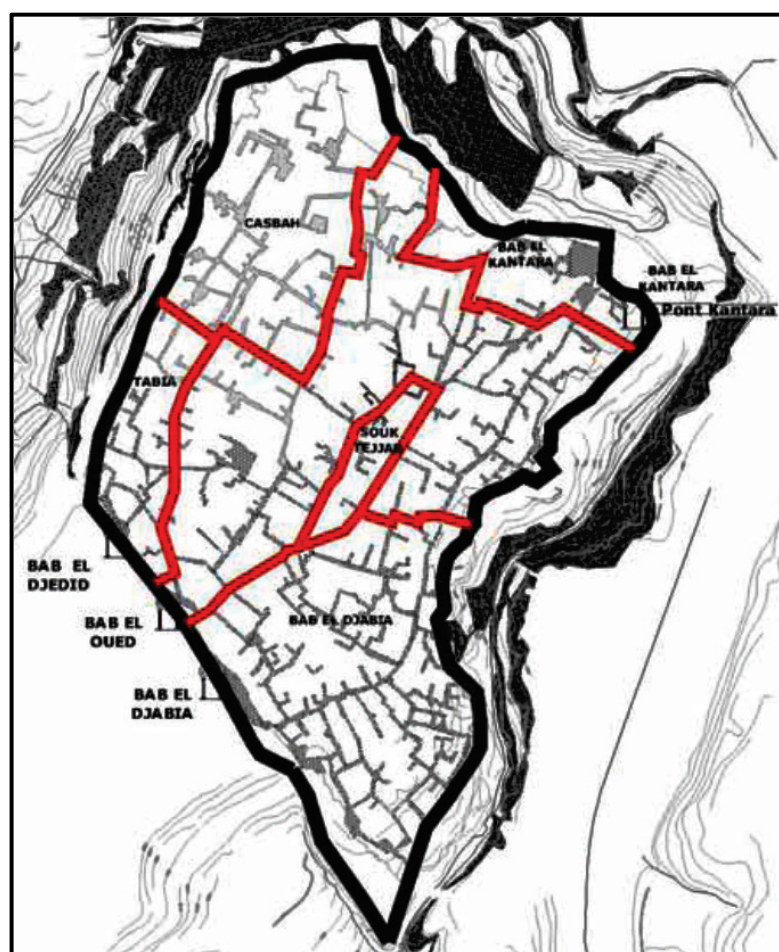 CASBAH
BAB EL
KANTARA
BAB EL
KANTARA
Pont Kantara
TABIA
SOUK
TEJJAR
BAB EL
DJEDID
BAB EL
OUED
BAB EL DJABIA
BAB EL
DJABIA